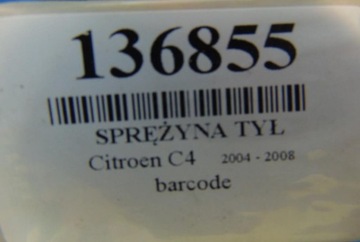 136855
SPRĘŻYNA TYŁ
Citroen C4 2004 - 2008
barcode